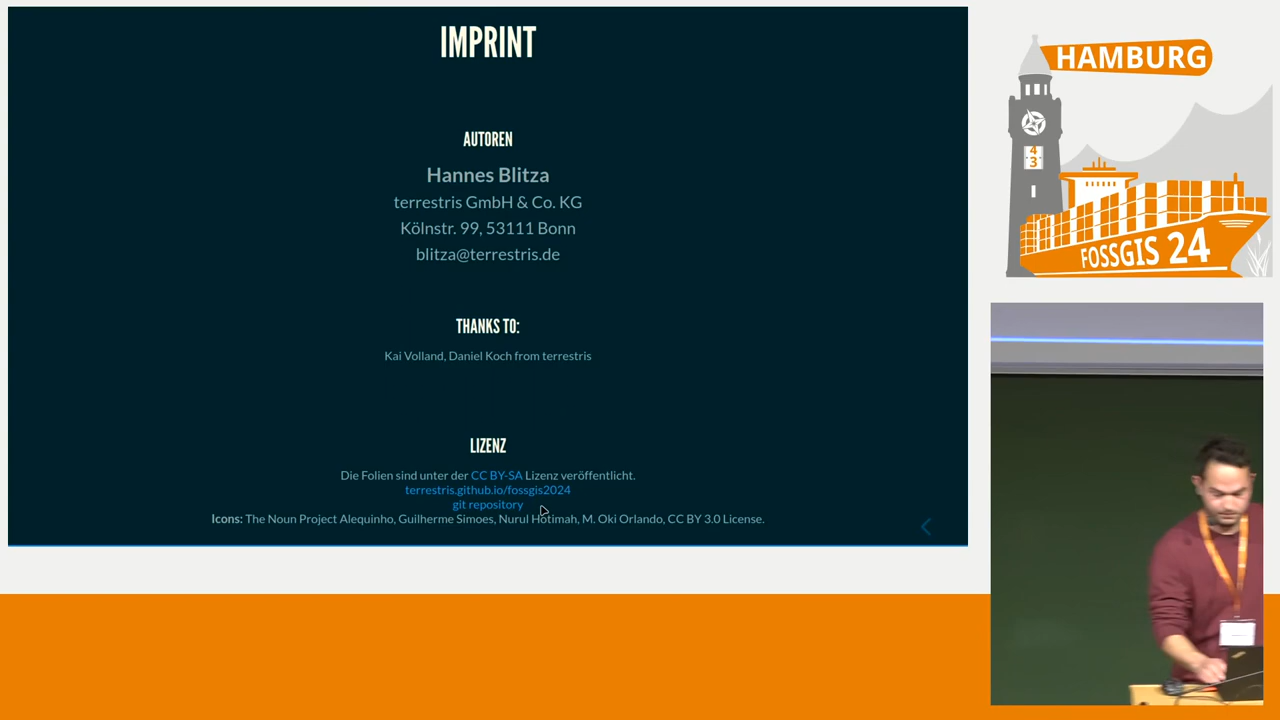 IMPRINT
AUTOREN
Hannes Blitza
terrestris GmbH & Co. KG
Kölnstr. 99, 53111 Bonn
blitza@terrestris.de
THANKS TO:
Kai Volland, Daniel Koch from terrestris
LIZENZ
Die Folien sind unter der CC BY-SA Lizenz veröffentlicht.
terrestris.github.io/fossgis2024
git repository
Icons: The Noun Project Alequinho, Guilherme Simoes, Nurul Hotimah, M. Oki Orlando, CC BY 3.0 License.
HAMBURG
4
3
FOSSGIS 24